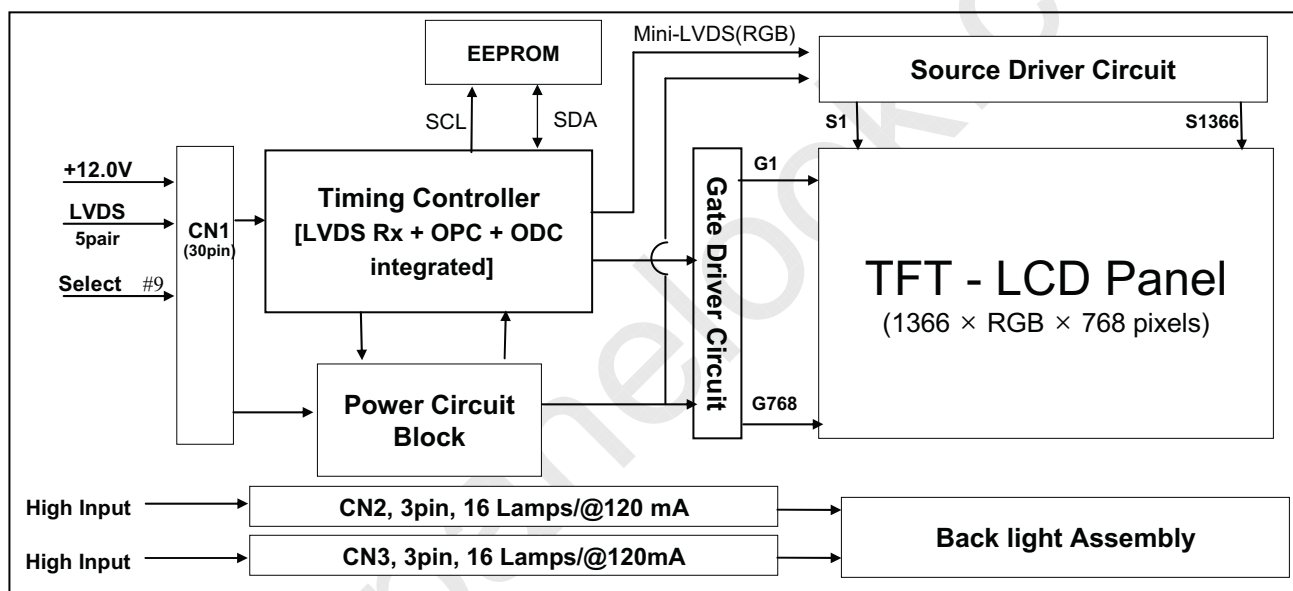 EEPROM
Mini-LVDS(RGB)
Source Driver Circuit
SCL
SDA
S1
S1366
+12.0V
LVDS
5pair
Select #9
CN1
(30pin)
Timing Controller
[LVDS Rx + OPC + ODC
integrated]
Gate Driver Circuit
G1
G768
TFT - LCD Panel
(1366 × RGB × 768 pixels)
Power Circuit
Block
High Input
CN2, 3pin, 16 Lamps/@120 mA
High Input
CN3, 3pin, 16 Lamps/@120mA
Back light Assembly